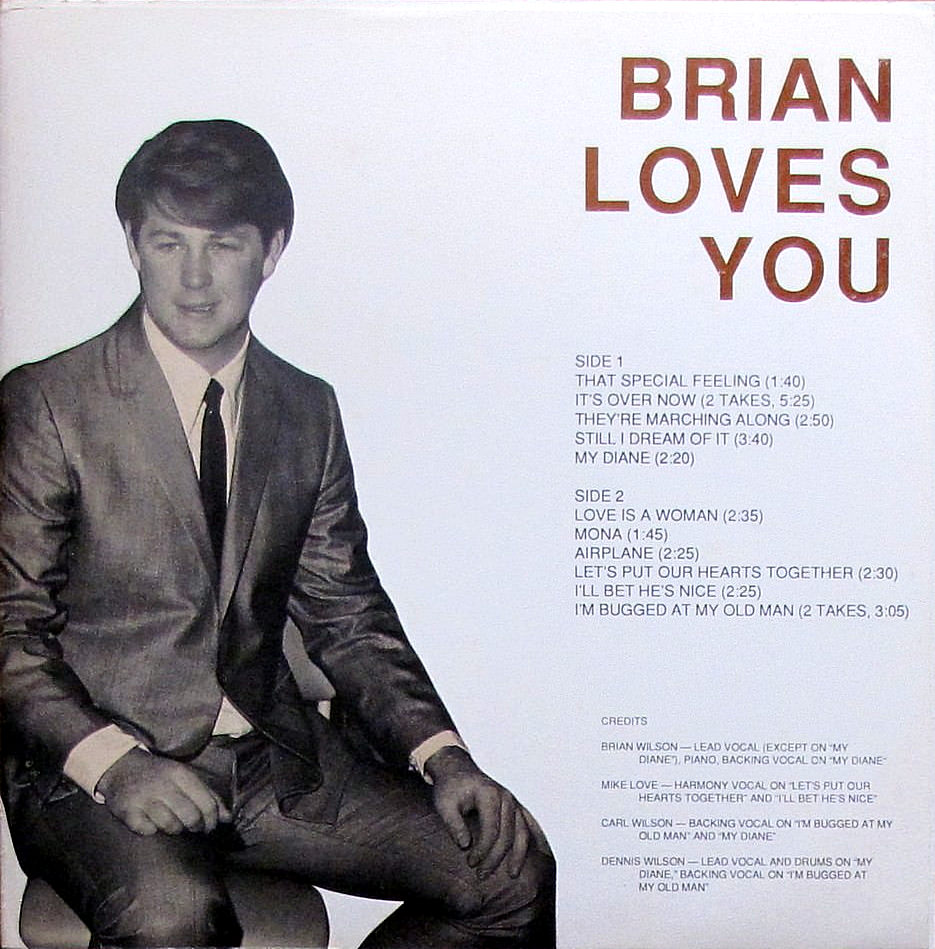 BRIAN
LOVES
YOU
SIDE 1
THAT SPECIAL FEELING (1:40)
IT'S OVER NOW (2 TAKES, 5:25)
THEY'RE MARCHING ALONG (2:50)
STILL I DREAM OF IT (3:40)
MY DIANE (2:20)
SIDE 2
LOVE IS A WOMAN (2:35)
MONA (1:45)
AIRPLANE (2:25)
LET'S PUT OUR HEARTS TOGETHER (2:30)
I'LL BET HE'S NICE (2:25)
I'M BUGGED AT MY OLD MAN (2 TAKES, 3:05)
CREDITS
BRIAN WILSON — LEAD VOCAL (EXCEPT ON "MY
DIANE"), PIANO, BACKING VOCAL ON "MY DIANE"
MIKE LOVE — HARMONY VOCAL ON "LET'S PUT OUR
HEARTS TOGETHER" AND "I'LL BET HE'S NICE"
CARL WILSON — BACKING VOCAL ON "I'M BUGGED AT MY
OLD MAN" AND "MY DIANE"
DENNIS WILSON — LEAD VOCAL AND DRUMS ON "MY
DIANE," BACKING VOCAL ON "I'M BUGGED AT
MY OLD MAN"